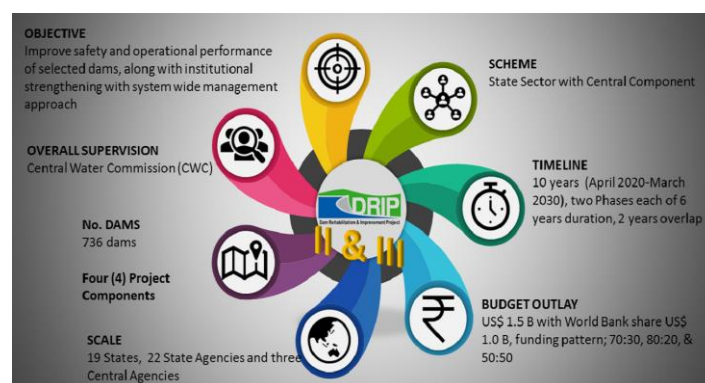 OBJECTIVE
Improve safety and operational performance
of selected dams, along with institutional
strengthening with system wide management
approach
SCHEME
State Sector with Central Component
OVERALL SUPERVISION
Central Water Commission (CWC)
TIMELINE
10 years (April 2020-March
2030), two Phases each of 6
years duration, 2 years overlap
DRIP
Dam Rehabilitation & Improvement Project
II & III
No. DAMS
736 dams
Four (4) Project
Components
BUDGET OUTLAY
US$ 1.5 B with World Bank share US$
1.0 B, funding pattern; 70:30, 80:20, &
50:50
SCALE
19 States, 22 State Agencies and three
Central Agencies